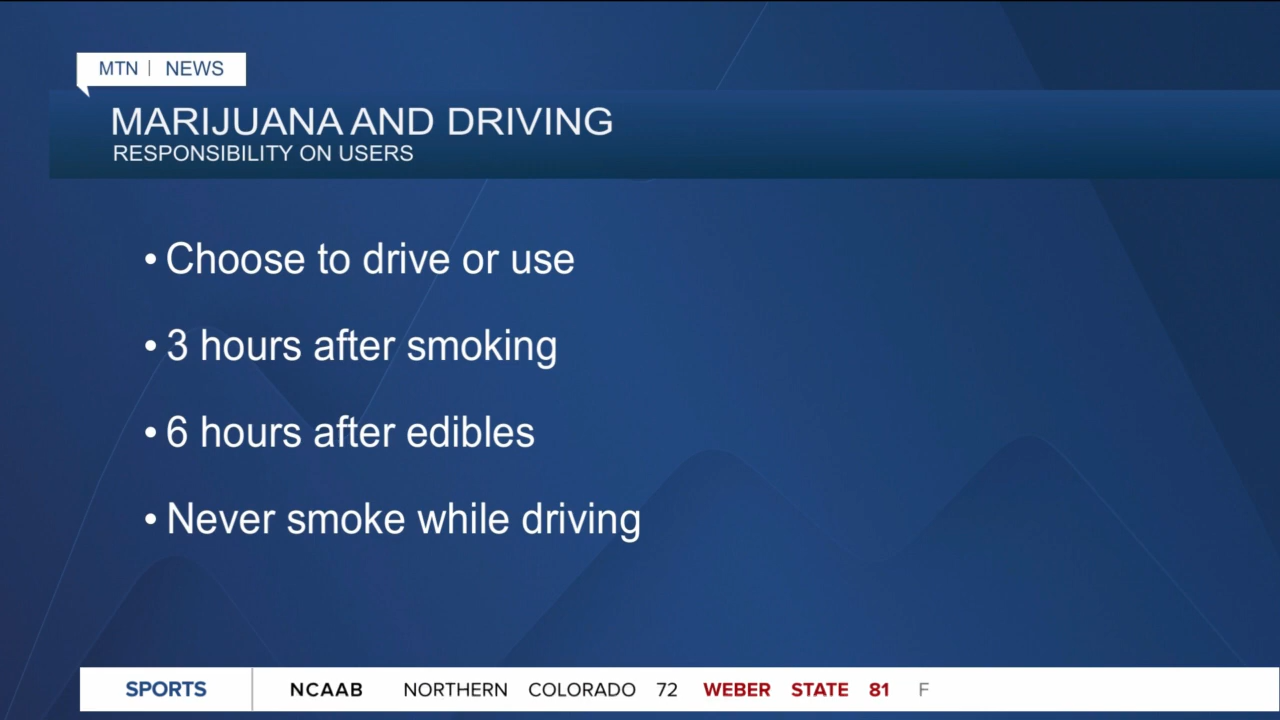 MTN | NEWS
MARIJUANA AND DRIVING
RESPONSIBILITY ON USERS
• Choose to drive or use
• 3 hours after smoking
• 6 hours after edibles
• Never smoke while driving
SPORTS NCAAB NORTHERN COLORADO 72 WEBER STATE 81 F